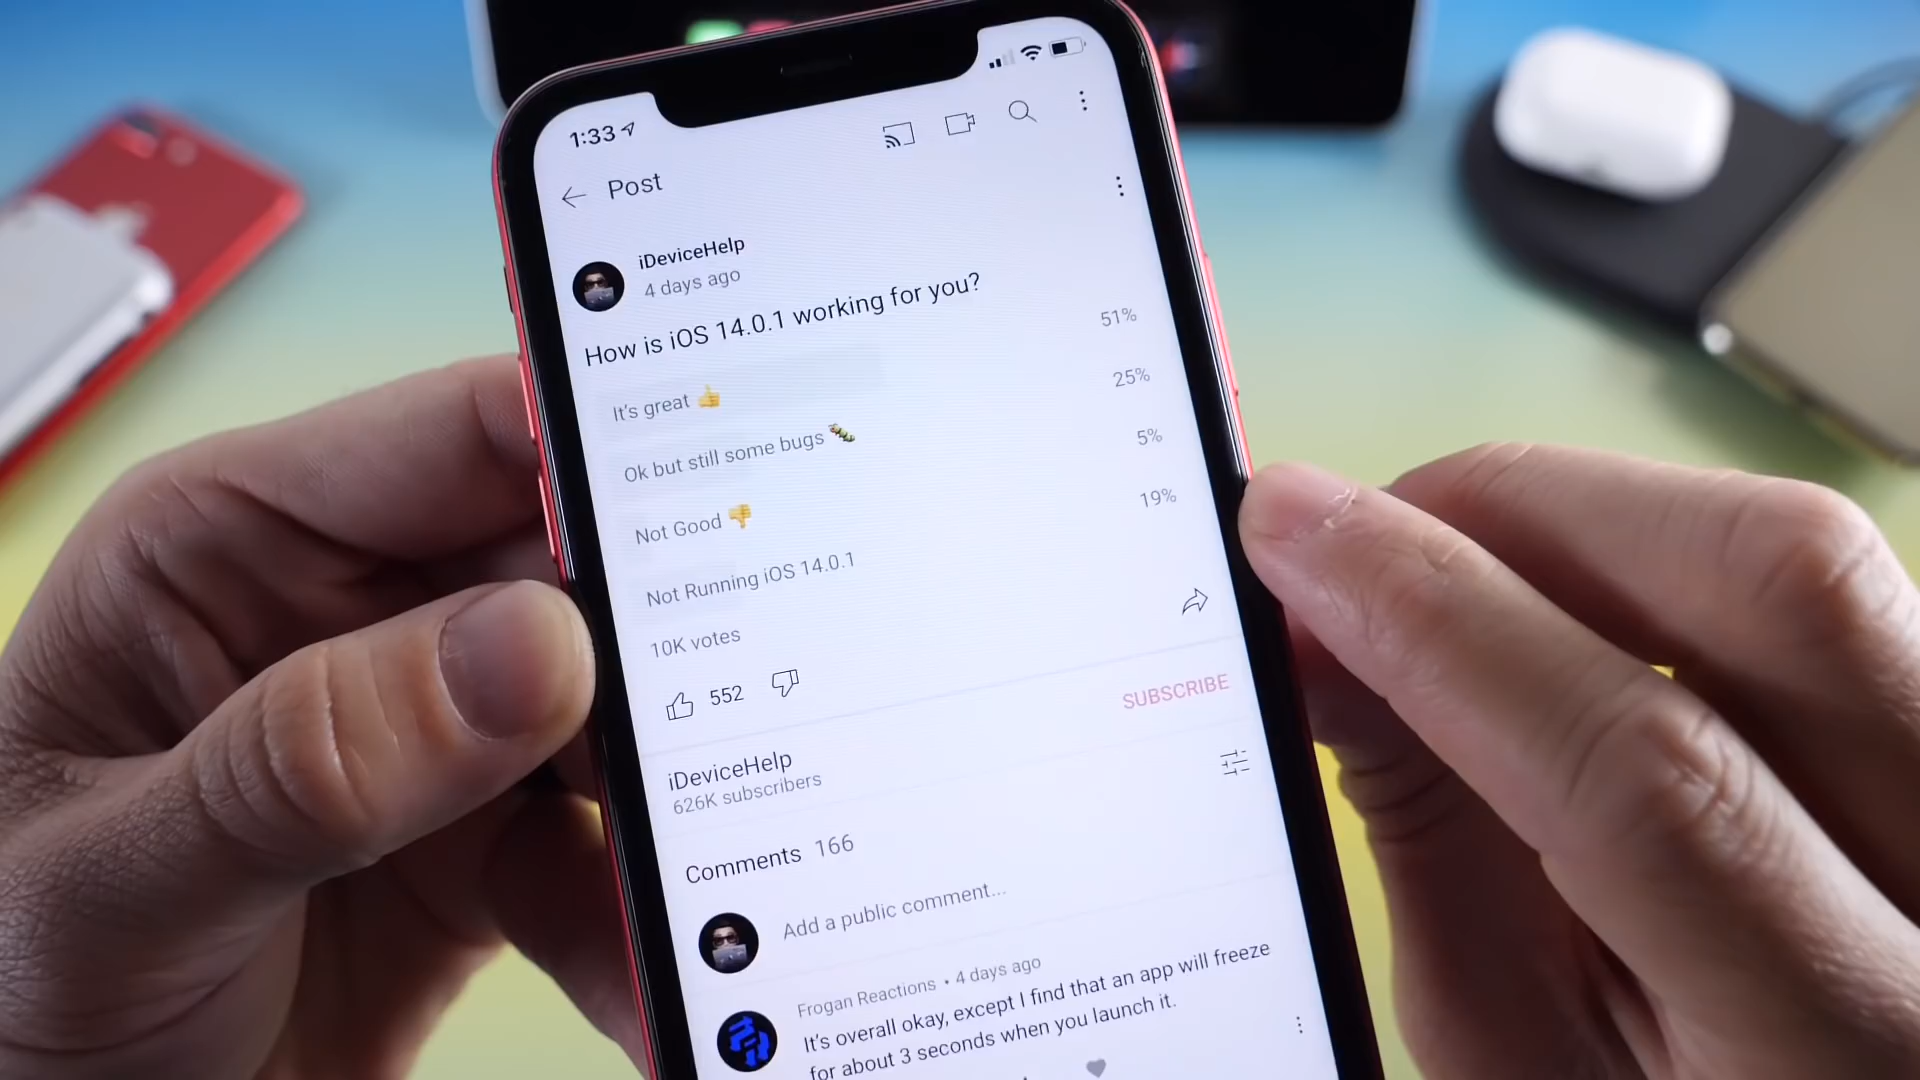 1:33
Post
iDeviceHelp
4 days ago
How is iOS 14.0.1 working for you?
It's great 👍 51%
Ok but still some bugs 🐛 25%
Not Good 👎 5%
Not Running iOS 14.0.1 19%
10K votes
552
SUBSCRIBE
iDeviceHelp
626K subscribers
Comments 166
Add a public comment...
Frogan Reactions • 4 days ago
It's overall okay, except I find that an app will freeze
for about 3 seconds when you launch it.